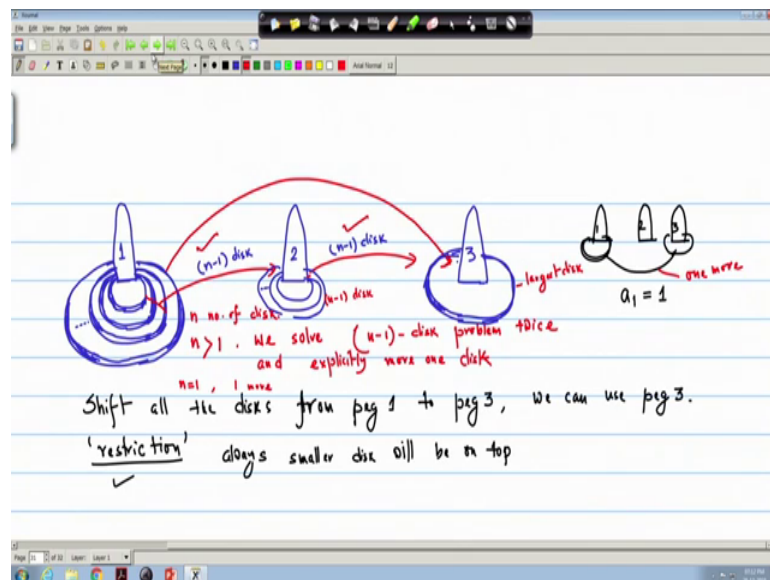 Journal
File Edit View Page Tools Options Help
Next Page
Arial Normal 12
1 2 3 1 2 3
(n-1) disk (n-1) disk
(n-1) disk -largest disk one move
a₁ = 1
n no. of disk
n>1. We solve (n-1)-disk problem twice
and explicitly move one disk
n=1, 1 move
Shift all the disks from peg 1 to peg 3, we can use peg 3.
'restriction' always smaller disk will be on top
Page 31 of 32 Layer: Layer 1